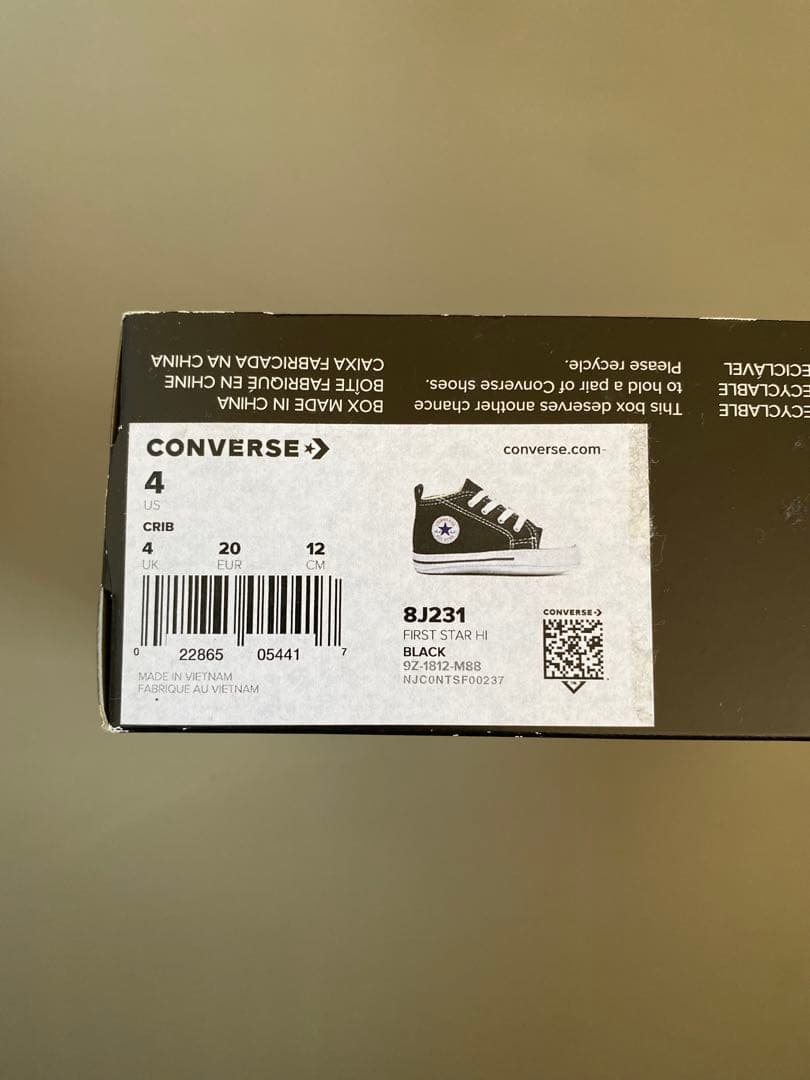 BOX MADE IN CHINA
BOÎTE FABRIQUÉ EN CHINE
CAIXA FABRICADA NA CHINA
This box deserves another chance
to hold a pair of Converse shoes.
Please recycle.
ECYCLABLE
ECYCLABLE
ECICLÁVEL
CONVERSE
converse.com
4
US
CRIB
4 20 12
UK EUR CM
0 22865 05441 7
MADE IN VIETNAM
FABRIQUE AU VIETNAM
8J231
FIRST STAR HI
BLACK
9Z-1812-M88
NJC0NTSF00237
CONVERSE